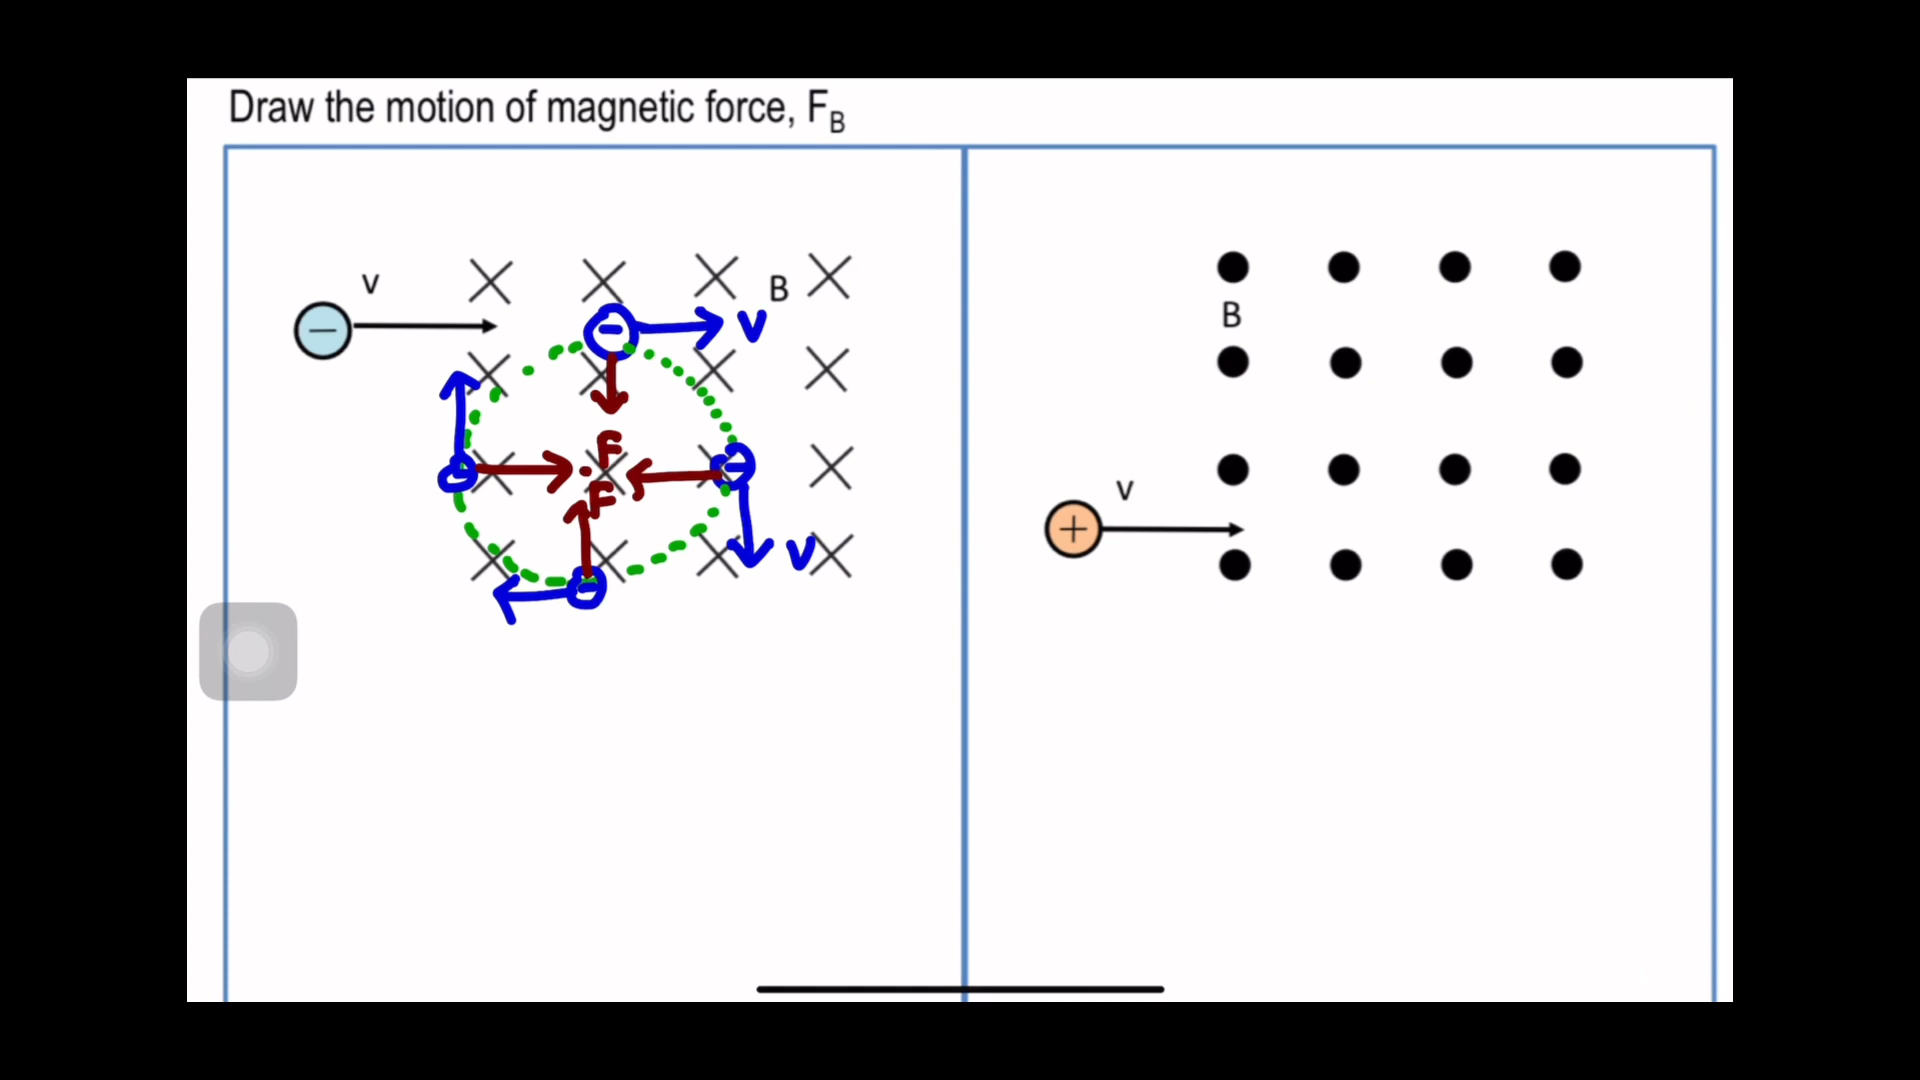 Draw the motion of magnetic force, F_B
v
B
−
− v
B
F
−
−
F
v
v
+
−